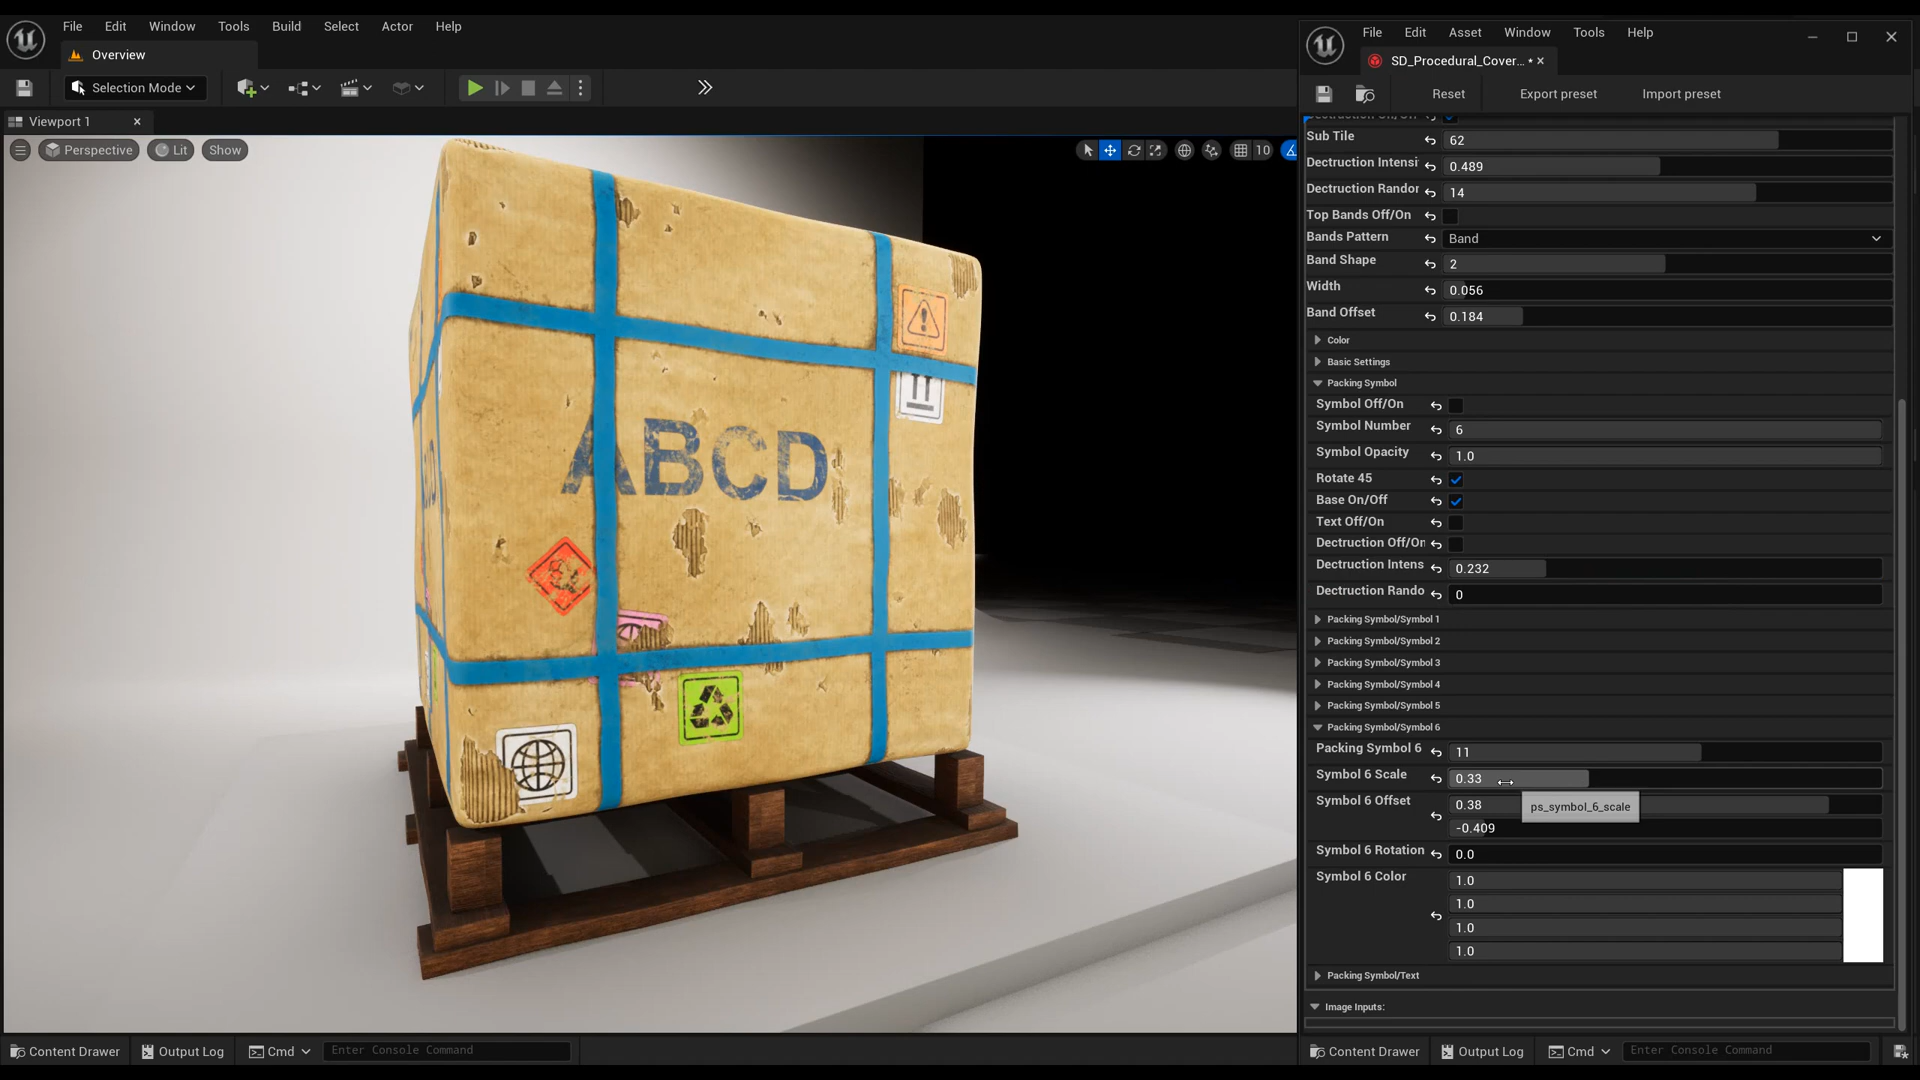 File Edit Window Tools Build Select Actor Help
Overview
Selection Mode
Viewport 1
Perspective Lit Show
10
ABCD
Content Drawer Output Log Cmd Enter Console Command
File Edit Asset Window Tools Help
SD_Procedural_Cover... •
Reset Export preset Import preset
Sub Tile 62
Dectruction Intensi 0.489
Dectruction Randor 14
Top Bands Off/On
Bands Pattern Band
Band Shape 2
Width 0.056
Band Offset 0.184
Color
Basic Settings
Packing Symbol
Symbol Off/On
Symbol Number 6
Symbol Opacity 1.0
Rotate 45
Base On/Off
Text Off/On
Dectruction Off/On
Destruction Intens 0.232
Destruction Rando 0
Packing Symbol/Symbol 1
Packing Symbol/Symbol 2
Packing Symbol/Symbol 3
Packing Symbol/Symbol 4
Packing Symbol/Symbol 5
Packing Symbol/Symbol 6
Packing Symbol 6 11
Symbol 6 Scale 0.33
Symbol 6 Offset 0.38
ps_symbol_6_scale
-0.409
Symbol 6 Rotation 0.0
Symbol 6 Color 1.0
1.0
1.0
1.0
Packing Symbol/Text
Image Inputs:
Content Drawer Output Log Cmd Enter Console Command